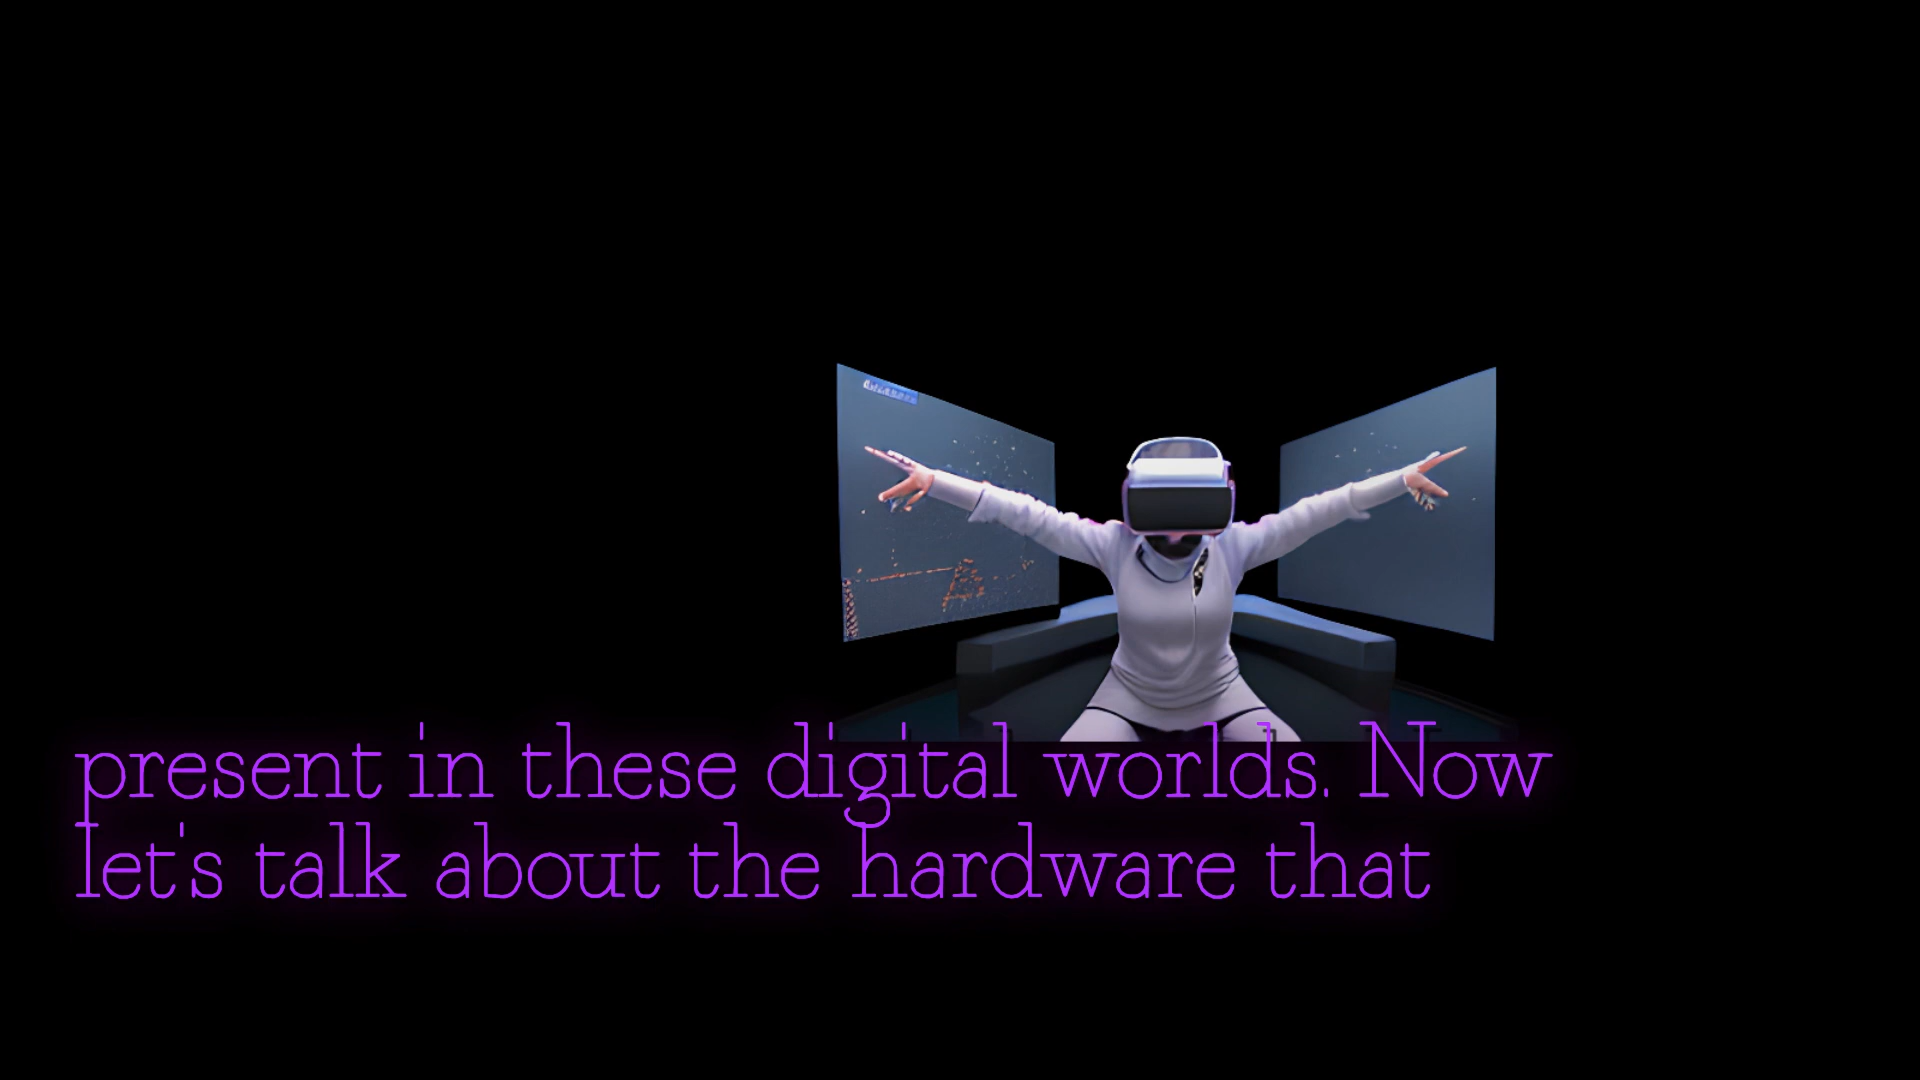 present in these digital worlds. Now
let's talk about the hardware that